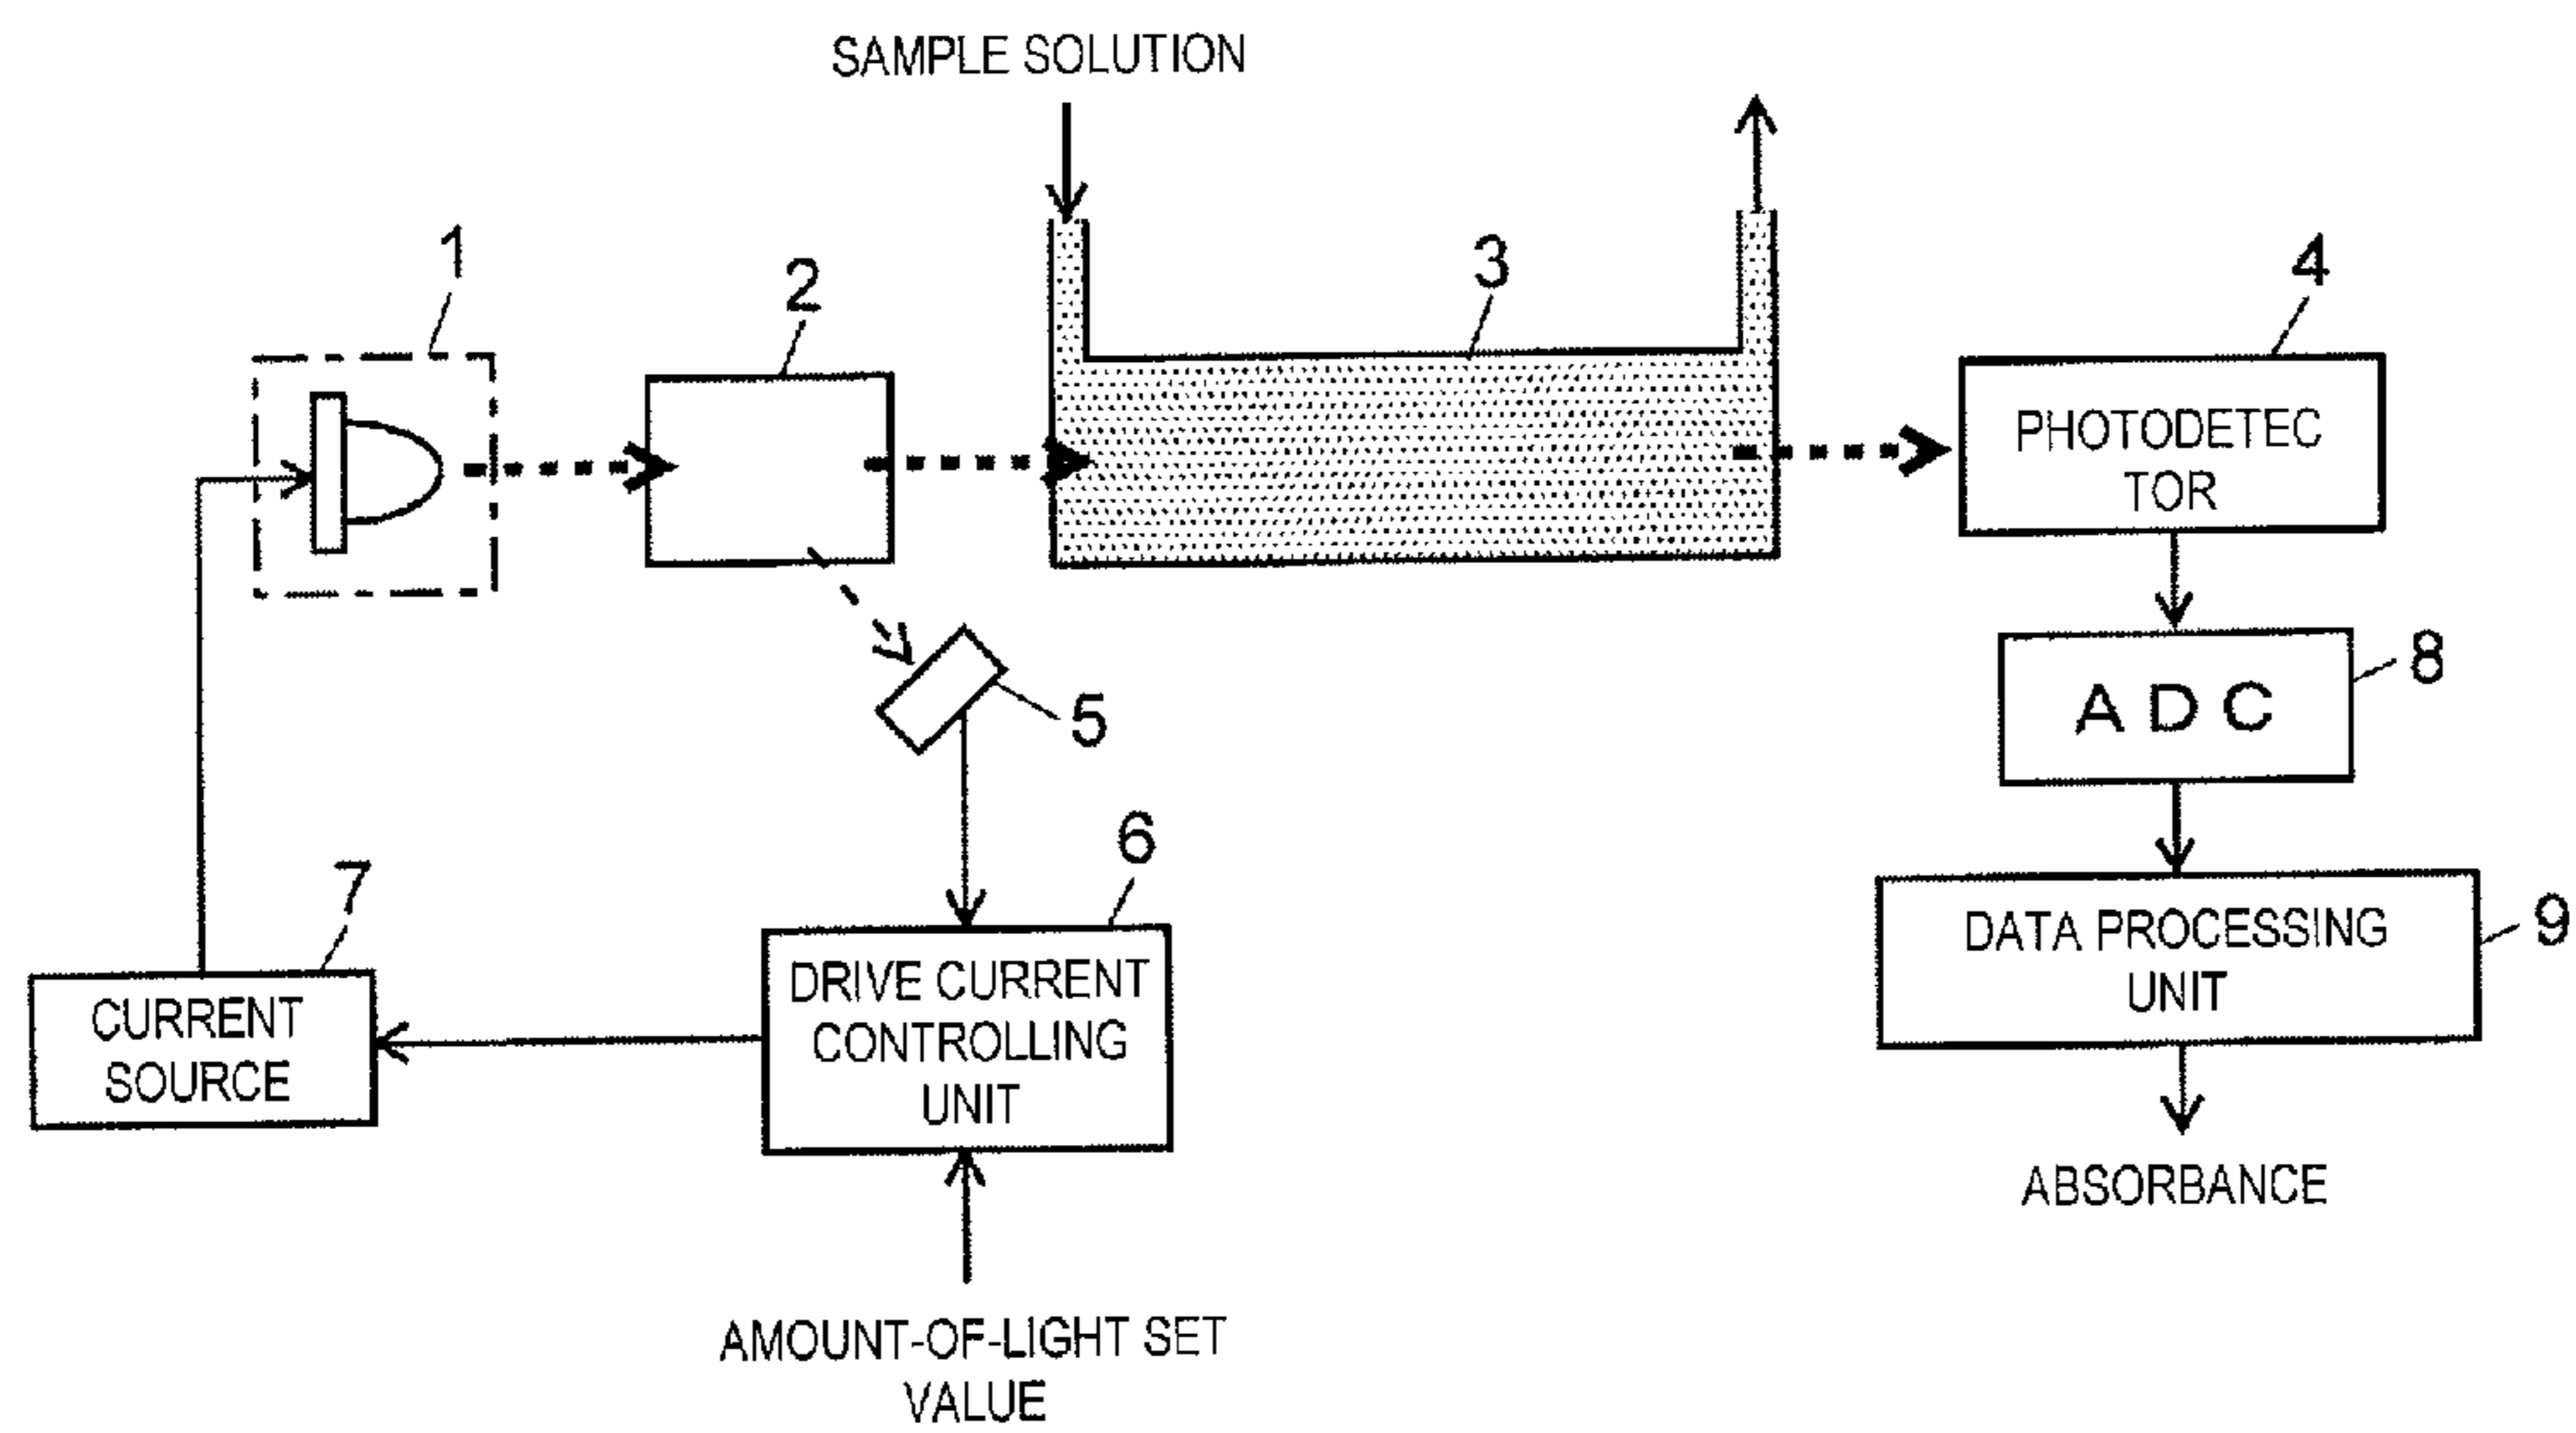 SAMPLE SOLUTION
1
2
3
4
PHOTODETEC
TOR
5
8
ADC
6
7
9
DRIVE CURRENT
CONTROLLING
UNIT
CURRENT
SOURCE
DATA PROCESSING
UNIT
ABSORBANCE
AMOUNT-OF-LIGHT SET
VALUE